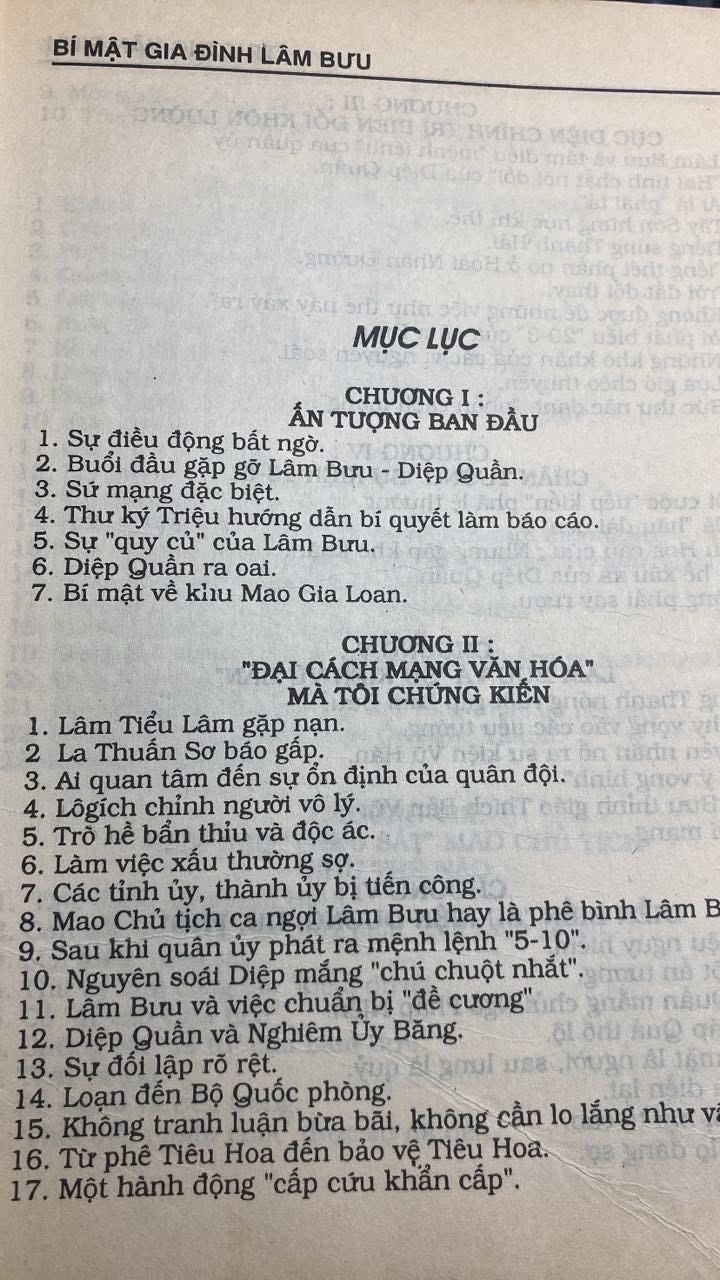 BÍ MẬT GIA ĐÌNH LÂM BƯU
MỤC LỤC
CHƯƠNG I :
ẤN TƯỢNG BAN ĐẦU
1. Sự điều động bất ngờ.
2. Buổi đầu gặp gỡ Lâm Bưu - Diệp Quần.
3. Sứ mạng đặc biệt.
4. Thư ký Triệu hướng dẫn bí quyết làm báo cáo.
5. Sự "quy củ" của Lâm Bưu.
6. Diệp Quần ra oai.
7. Bí mật về khu Mao Gia Loan.
CHƯƠNG II :
"ĐẠI CÁCH MẠNG VĂN HÓA"
MÀ TÔI CHỨNG KIẾN
1. Lâm Tiểu Lâm gặp nạn.
2 La Thuấn Sơ báo gấp.
3. Ai quan tâm đến sự ổn định của quân đội.
4. Lôgích chỉnh người vô lý.
5. Trò hề bẩn thỉu và độc ác.
6. Làm việc xấu thường sợ.
7. Các tỉnh ủy, thành ủy bị tiến công.
8. Mao Chủ tịch ca ngợi Lâm Bưu hay là phê bình Lâm B
9. Sau khi quân ủy phát ra mệnh lệnh "5-10".
10. Nguyên soái Diệp mắng "chú chuột nhắt".
11. Lâm Bưu và việc chuẩn bị "đề cương"
12. Diệp Quần và Nghiêm Ủy Băng.
13. Sự đối lập rõ rệt.
14. Loạn đến Bộ Quốc phòng.
15. Không tranh luận bừa bãi, không cần lo lắng như
16. Từ phê Tiêu Hoa đến bảo vệ Tiêu Hoa.
17. Một hành động "cấp cứu khẩn cấp".